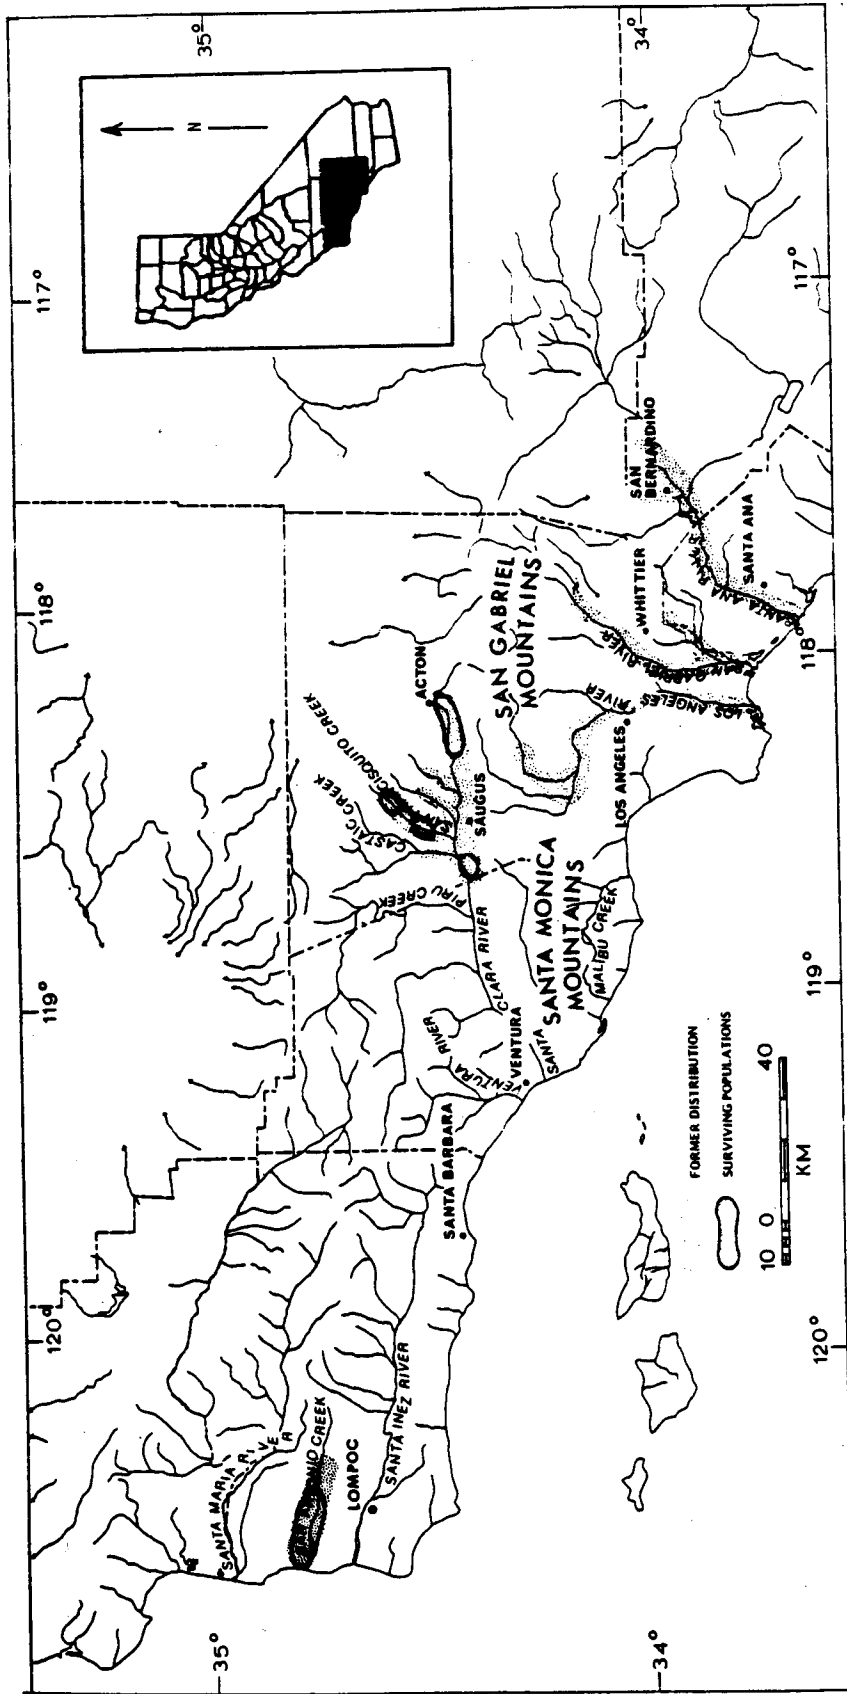 35°
34°
N
117°
117°
SAN
BERNARDINO
SANTA ANA
SANTA ANA RIVER
WHITTIER
118°
118°
SAN GABRIEL
MOUNTAINS
SAN GABRIEL RIVER
LOS ANGELES
RIVER
LOS ANGELES
ACTON
CISQUITO CREEK
CASTAIC CREEK
SAUGUS
PIRU CREEK
SANTA MONICA
MOUNTAINS
MALIBU CREEK
SANTA
CLARA RIVER
119°
119°
VENTURA
VENTURA
RIVER
SANTA BARBARA
FORMER DISTRIBUTION
SURVIVING POPULATIONS
10 0 40
KM
120°
120°
SANTA INEZ RIVER
LOMPOC
CREEK
SANTA MARIA RIVER
35°
34°